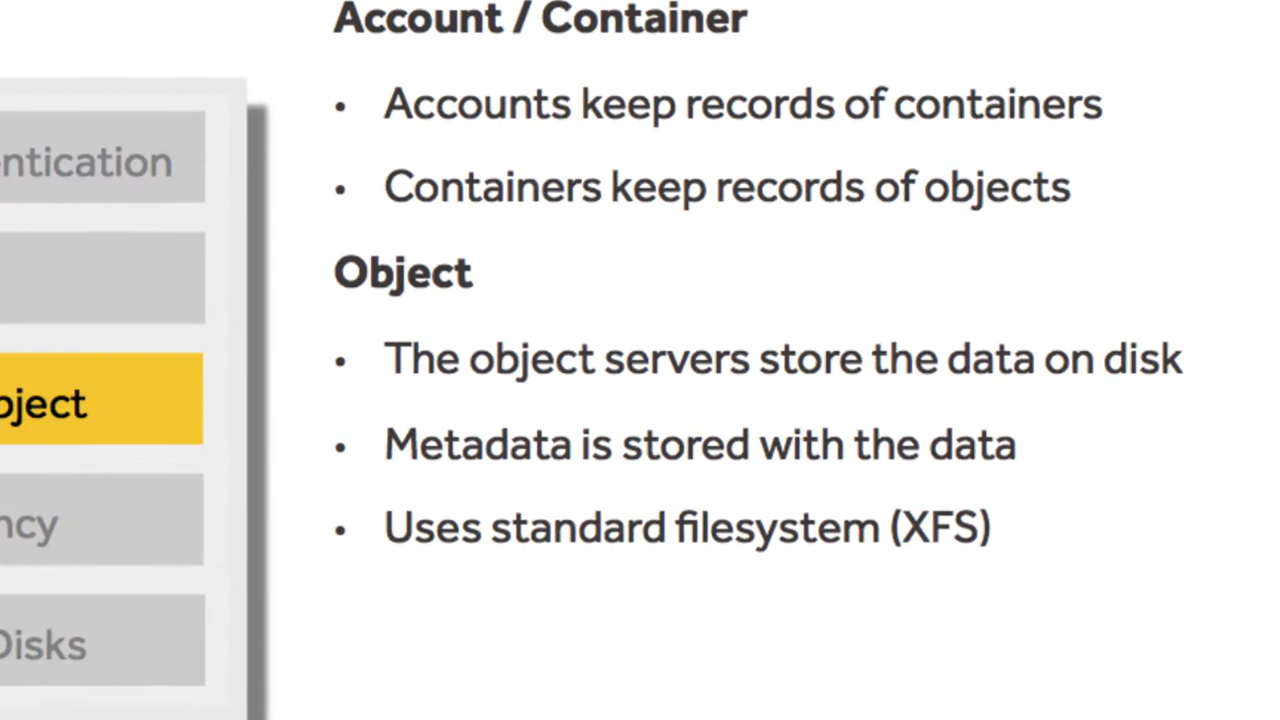 Account / Container
• Accounts keep records of containers
• Containers keep records of objects
Object
• The object servers store the data on disk
• Metadata is stored with the data
• Uses standard filesystem (XFS)
entication
bject
ncy
Disks